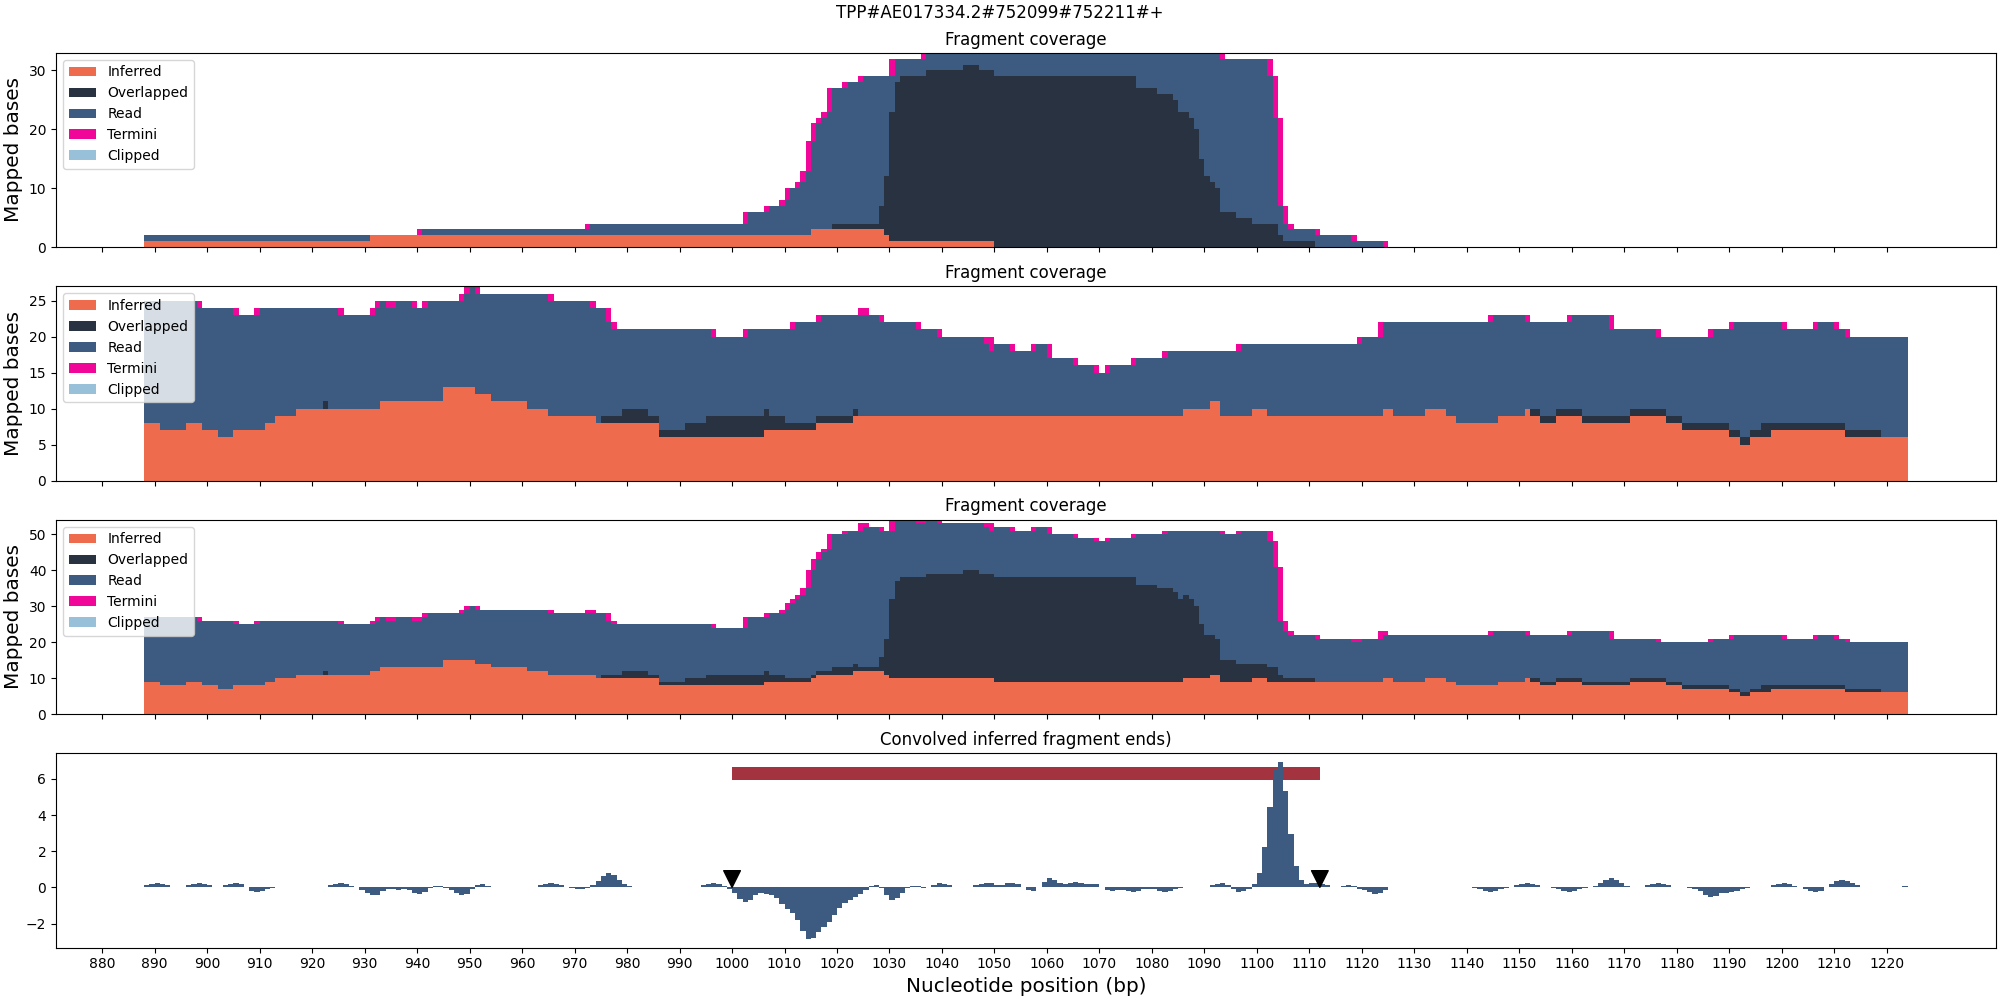 TPP#AE017334.2#752099#752211#+
Fragment coverage
Mapped bases
30
20
10
0
Inferred
Overlapped
Read
Termini
Clipped
Fragment coverage
Mapped bases
25
20
15
10
5
0
Inferred
Overlapped
Read
Termini
Clipped
Fragment coverage
Mapped bases
50
40
30
20
10
0
Inferred
Overlapped
Read
Termini
Clipped
Convolved inferred fragment ends)
6
4
2
0
−2
880 890 900 910 920 930 940 950 960 970 980 990 1000 1010 1020 1030 1040 1050 1060 1070 1080 1090 1100 1110 1120 1130 1140 1150 1160 1170 1180 1190 1200 1210 1220
Nucleotide position (bp)